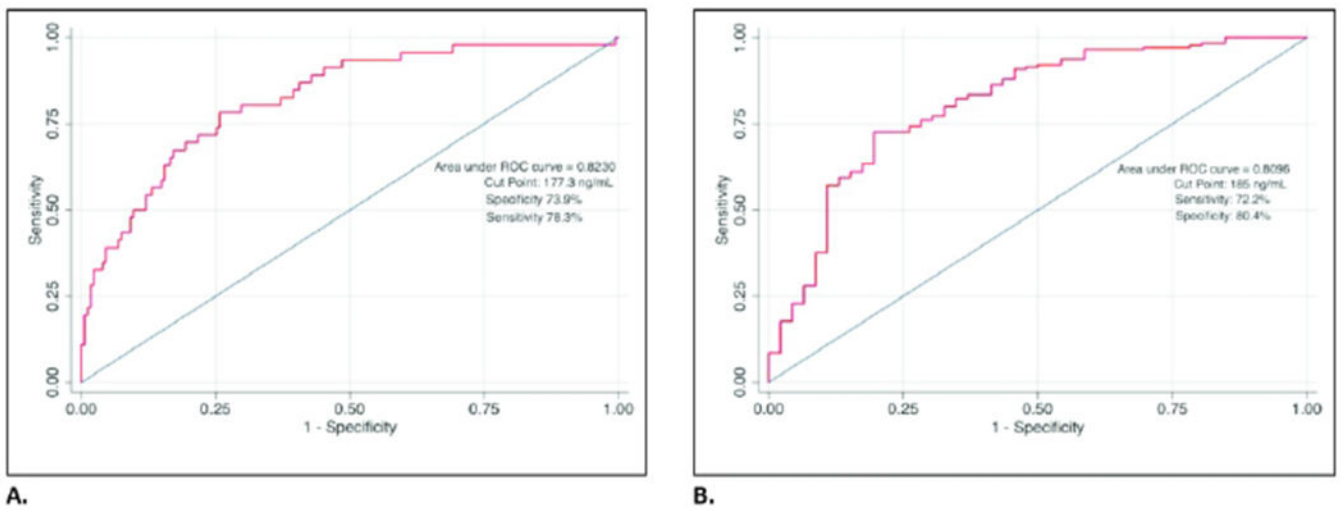 1.00
0.75
0.50
0.25
0.00
Sensitivity
Area under ROC curve = 0.8230
Cut Point: 177.3 ng/mL
Specificity 73.9%
Sensitivity 78.3%
0.00 0.25 0.50 0.75 1.00
1 - Specificity
A.
1.00
0.75
0.50
0.25
0.00
Sensitivity
Area under ROC curve = 0.8096
Cut Point: 185 ng/mL
Sensitivity: 72.2%
Specificity: 80.4%
0.00 0.25 0.50 0.75 1.00
1 - Specificity
B.